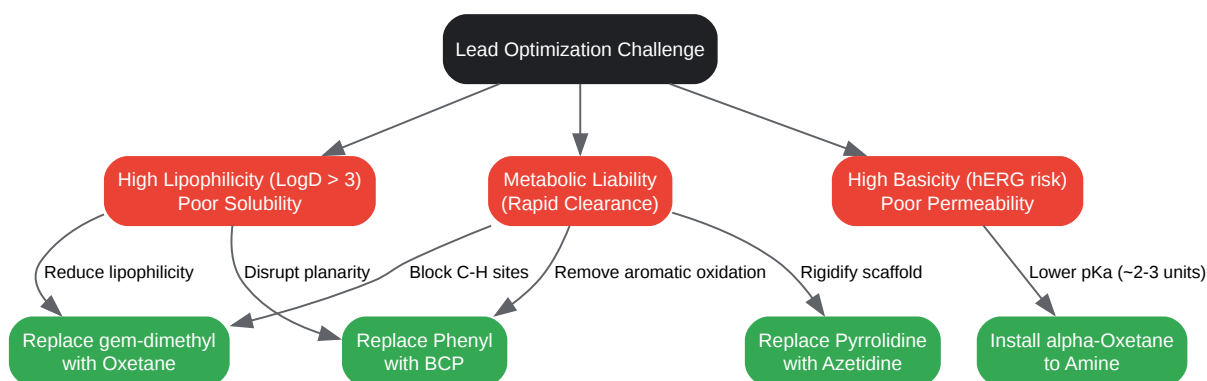 Lead Optimization Challenge
High Lipophilicity (LogD > 3)
Poor Solubility
Metabolic Liability
(Rapid Clearance)
High Basicity (hERG risk)
Poor Permeability
Reduce lipophilicity
Disrupt planarity
Block C-H sites
Remove aromatic oxidation
Rigidify scaffold
Lower pKa (~2-3 units)
Replace gem-dimethyl
with Oxetane
Replace Phenyl
with BCP
Replace Pyrrolidine
with Azetidine
Install alpha-Oxetane
to Amine